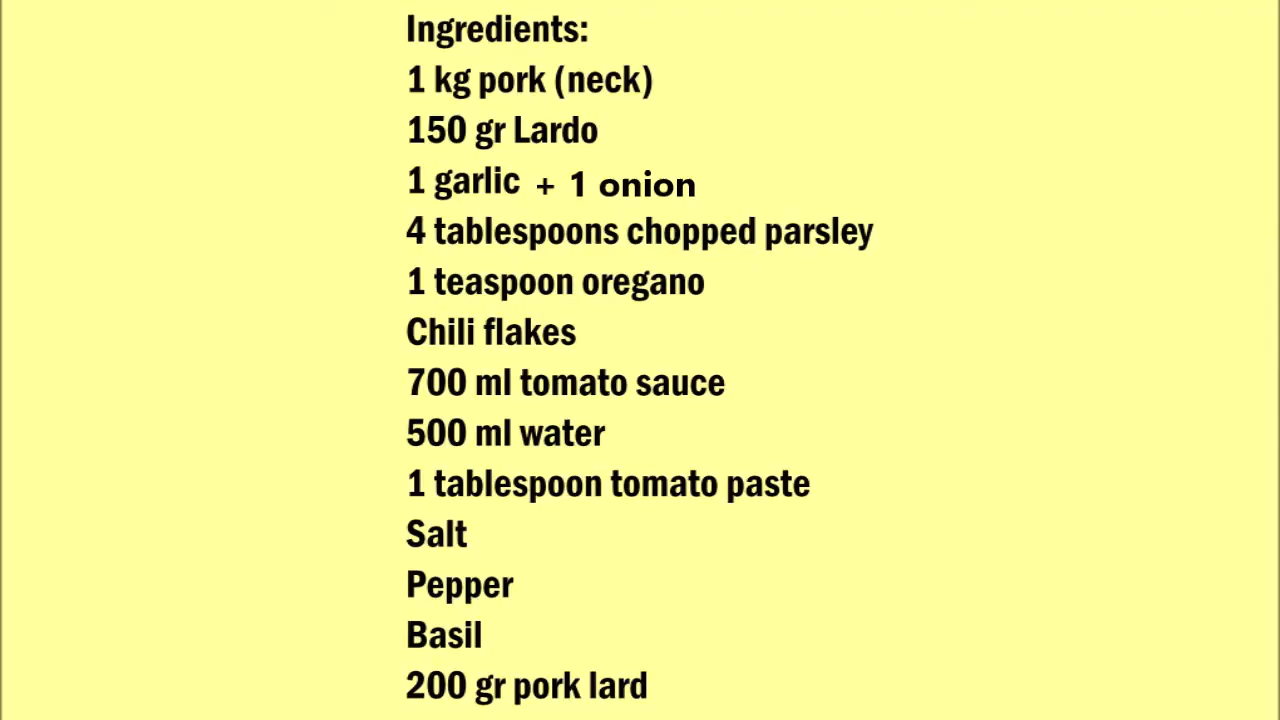 Ingredients:
1 kg pork (neck)
150 gr Lardo
1 garlic + 1 onion
4 tablespoons chopped parsley
1 teaspoon oregano
Chili flakes
700 ml tomato sauce
500 ml water
1 tablespoon tomato paste
Salt
Pepper
Basil
200 gr pork lard